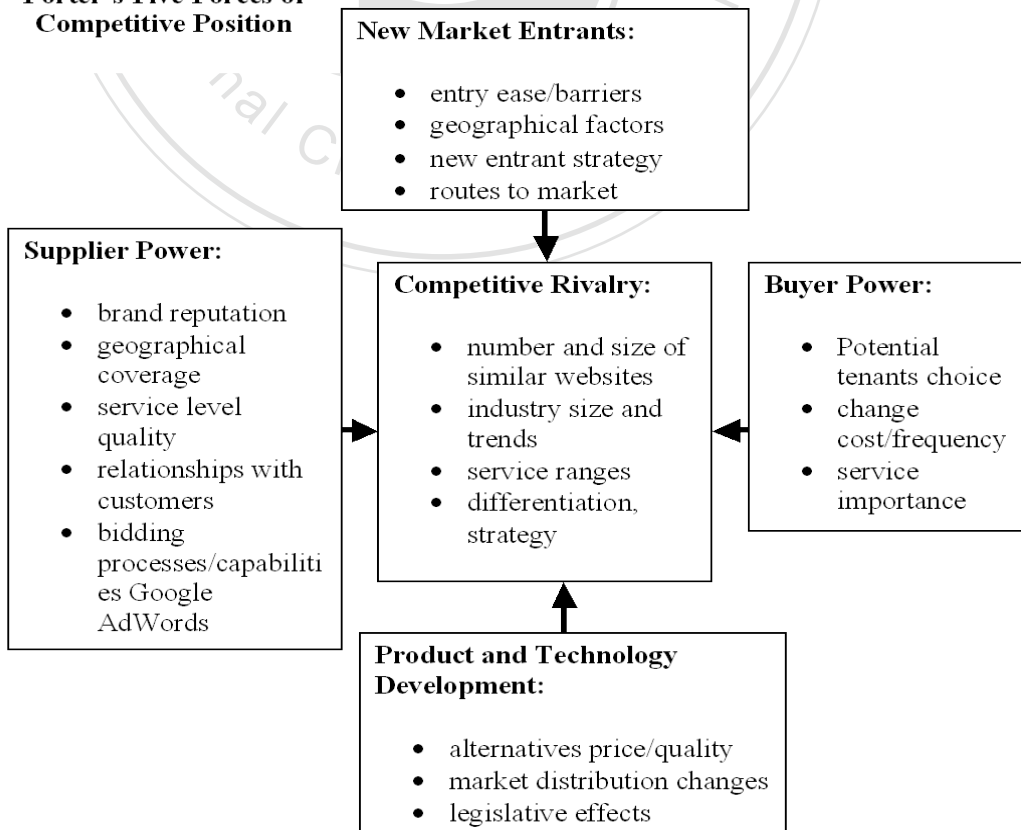 Porter's Five Forces of
Competitive Position
New Market Entrants:
• entry ease/barriers
• geographical factors
• new entrant strategy
• routes to market
Supplier Power:
• brand reputation
• geographical
coverage
• service level
quality
• relationships with
customers
• bidding
processes/capabiliti
es Google
AdWords
Competitive Rivalry:
• number and size of
similar websites
• industry size and
trends
• service ranges
• differentiation,
strategy
Buyer Power:
• Potential
tenants choice
• change
cost/frequency
• service
importance
Product and Technology
Development:
• alternatives price/quality
• market distribution changes
• legislative effects